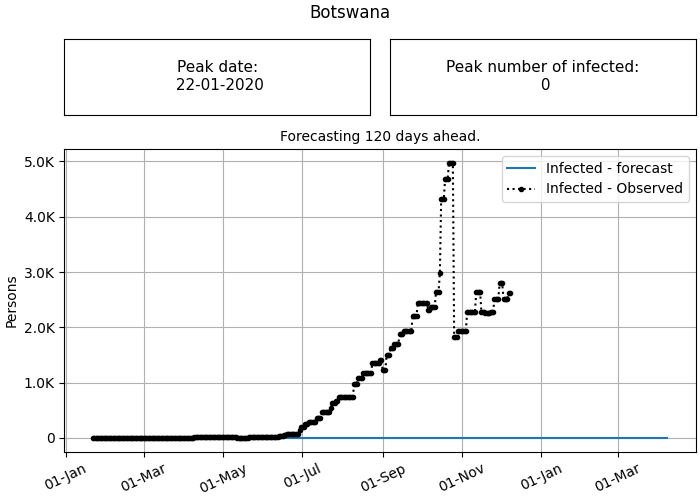 Botswana
Peak date:
22-01-2020
Peak number of infected:
0
Forecasting 120 days ahead.
Infected - forecast
Infected - Observed
5.0K
4.0K
3.0K
2.0K
1.0K
0
Persons
01-Jan
01-Mar
01-May
01-Jul
01-Sep
01-Nov
01-Jan
01-Mar